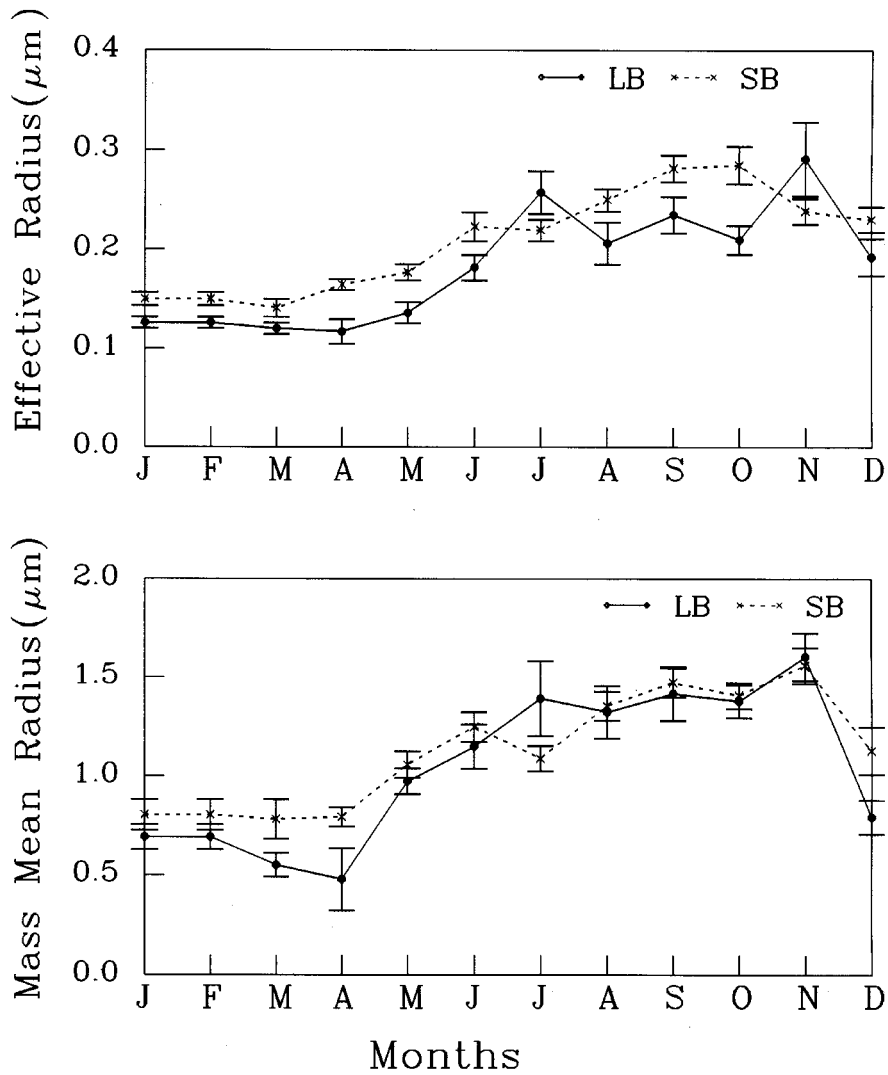 Effective Radius(μm)
0.4
0.3
0.2
0.1
0.0
LB SB
J F M A M J J A S O N D
Mass Mean Radius(μm)
2.0
1.5
1.0
0.5
0.0
LB SB
J F M A M J J A S O N D
Months